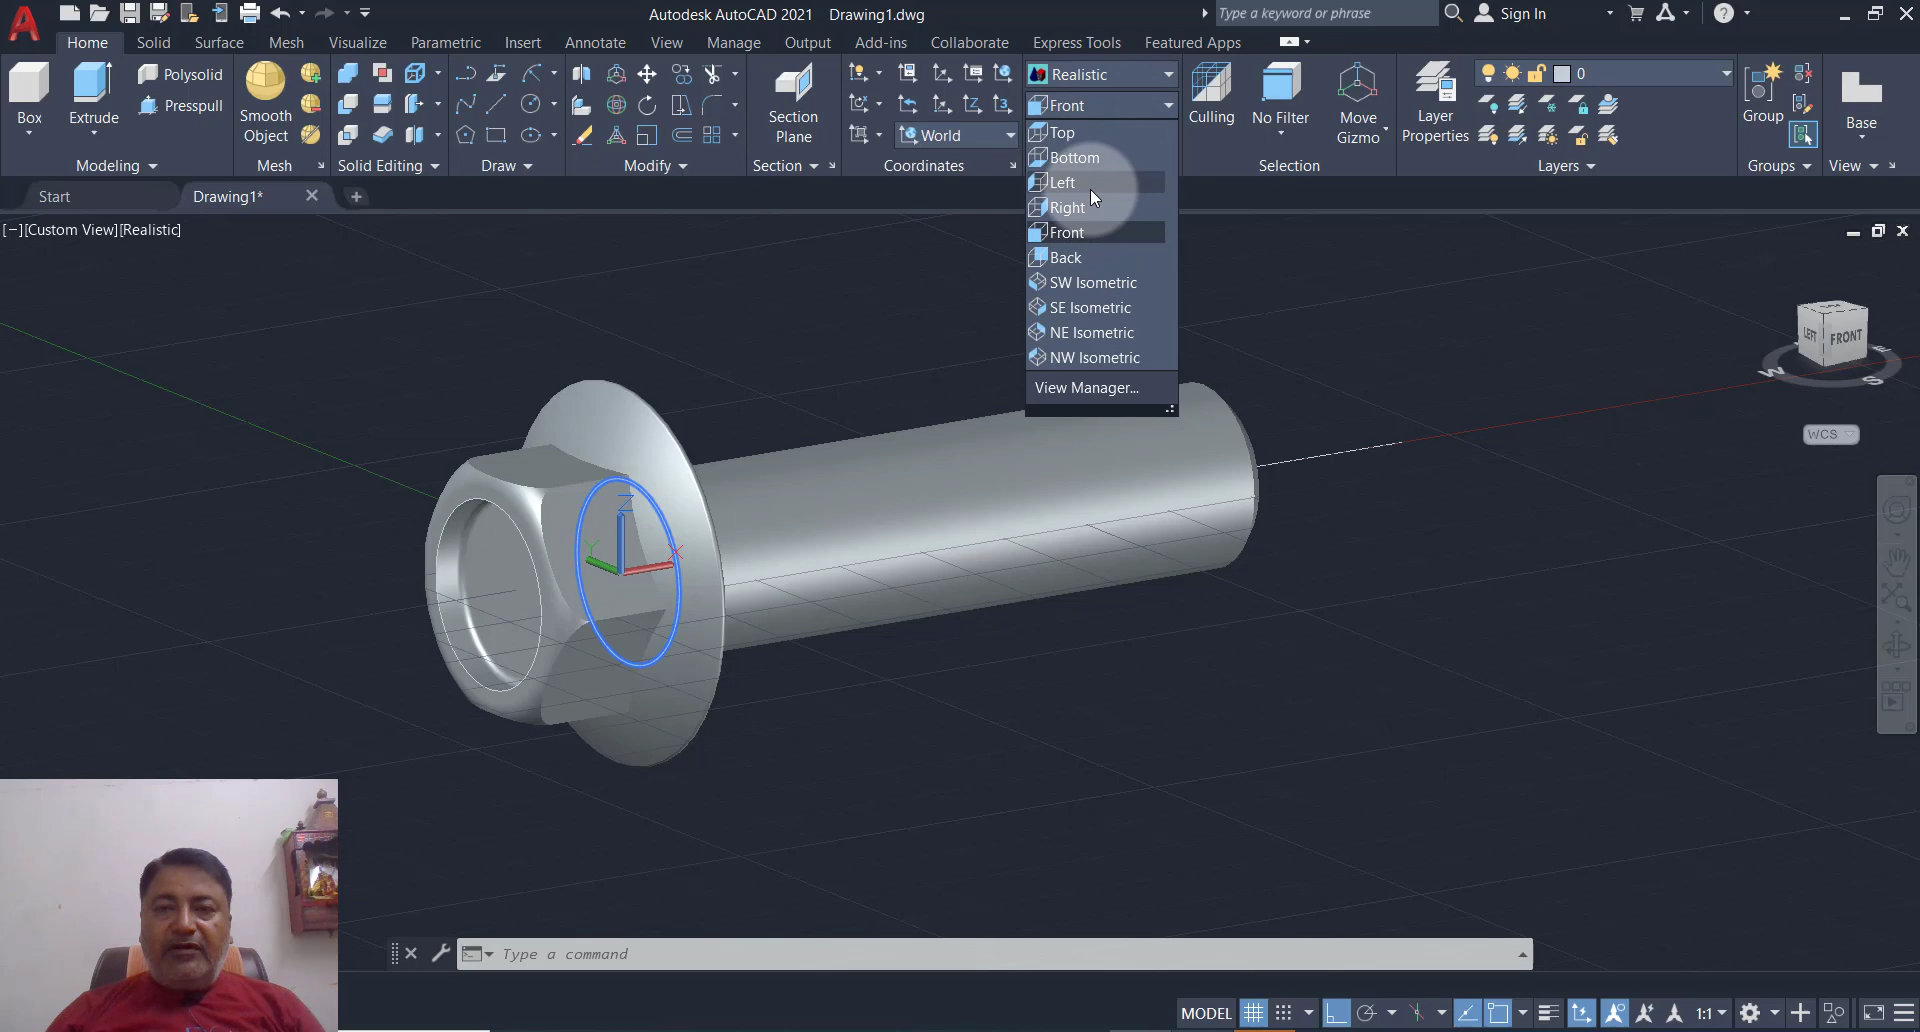 Autodesk AutoCAD 2021 Drawing1.dwg
Type a keyword or phrase
Sign In
Home Solid Surface Mesh Visualize Parametric Insert Annotate View Manage Output Add-ins Collaborate Express Tools Featured Apps
Box
Extrude
Polysolid
Presspull
Smooth
Object
Section
Plane
World
Realistic
Front
Culling
No Filter
Move
Gizmo
Layer
Properties
0
Group
Base
Modeling
Mesh
Solid Editing
Draw
Modify
Section
Coordinates
Selection
Layers
Groups
View
Start
Drawing1*
Top
Bottom
Left
Right
Front
Back
SW Isometric
SE Isometric
NE Isometric
NW Isometric
View Manager...
[−][Custom View][Realistic]
LEFT
FRONT
W
S
WCS
Z
Y
X
Type a command
MODEL
1:1